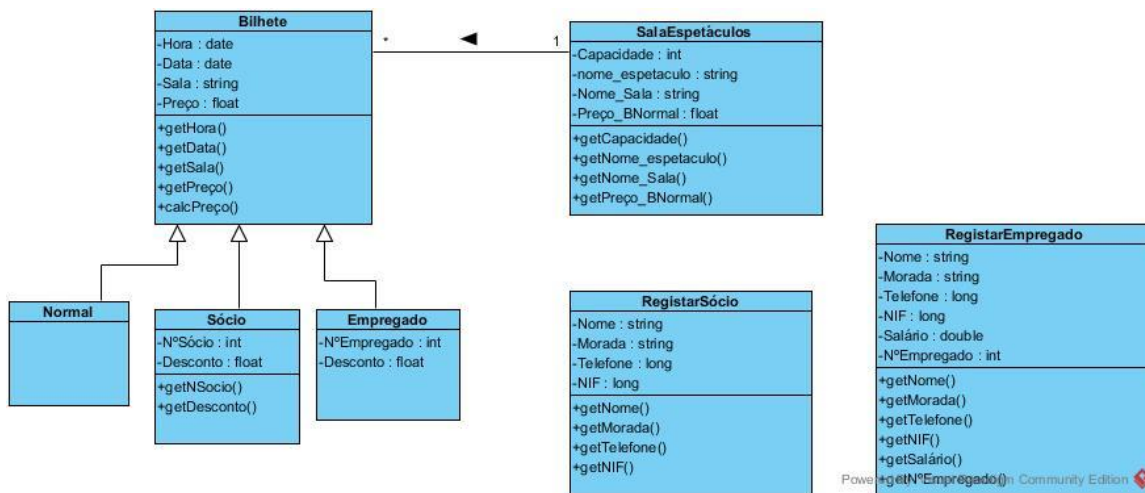 Bilhete
-Hora : date
-Data : date
-Sala : string
-Preço : float
+getHora()
+getData()
+getSala()
+getPreço()
+calcPreço()
* 1
SalaEspetáculos
-Capacidade : int
-nome_espetaculo : string
-Nome_Sala : string
-Preço_BNormal : float
+getCapacidade()
+getNome_espetaculo()
+getNome_Sala()
+getPreço_BNormal()
Normal
Sócio
-NºSócio : int
-Desconto : float
+getNSocio()
+getDesconto()
Empregado
-NºEmpregado : int
-Desconto : float
RegistarSócio
-Nome : string
-Morada : string
-Telefone : long
-NIF : long
+getNome()
+getMorada()
+getTelefone()
+getNIF()
RegistarEmpregado
-Nome : string
-Morada : string
-Telefone : long
-NIF : long
-Salário : double
-NºEmpregado : int
+getNome()
+getMorada()
+getTelefone()
+getNIF()
+getSalário()
+getNºEmpregado()
Community Edition